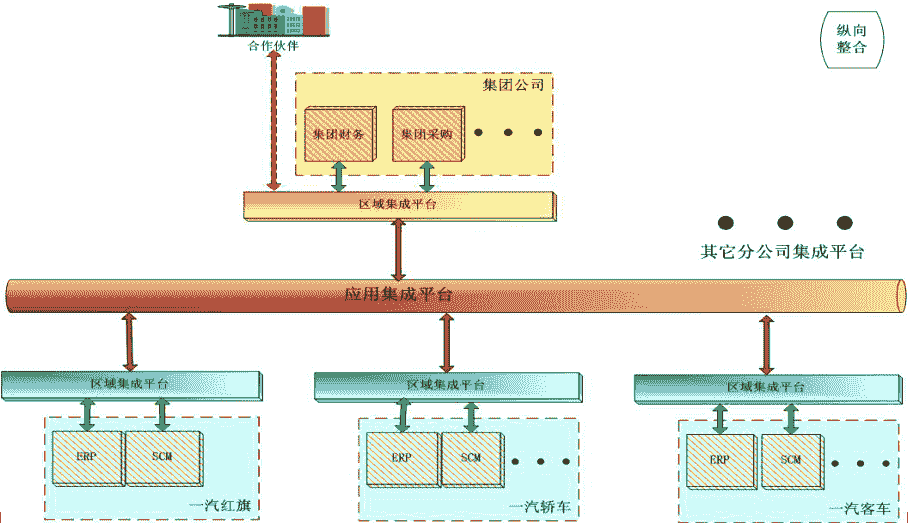 合作伙伴
纵向
整合
集团公司
集团财务
集团采购
区域集成平台
其它分公司集成平台
应用集成平台
区域集成平台
区域集成平台
区域集成平台
ERP
SCM
一汽红旗
ERP
SCM
一汽轿车
ERP
SCM
一汽客车